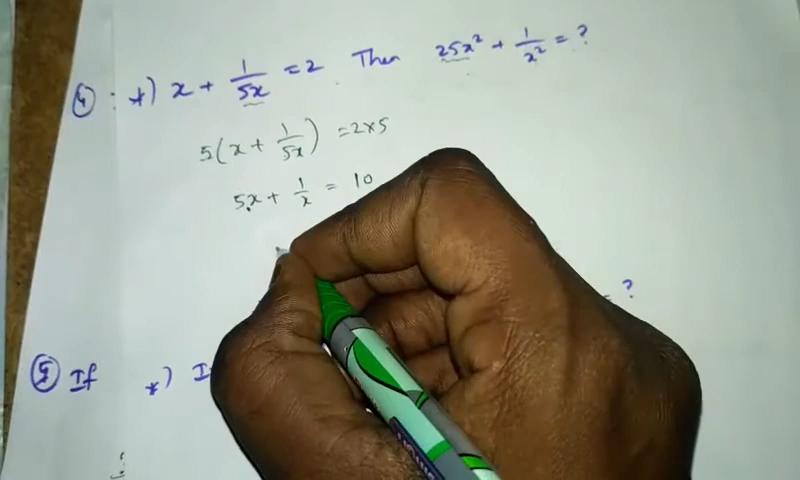 ④ : *) x + 1/5x = 2 . Then 25x² + 1/x² = ?
5(x + 1/5x) = 2×5
5x + 1/x = 10
= ?
⑤ If *) I